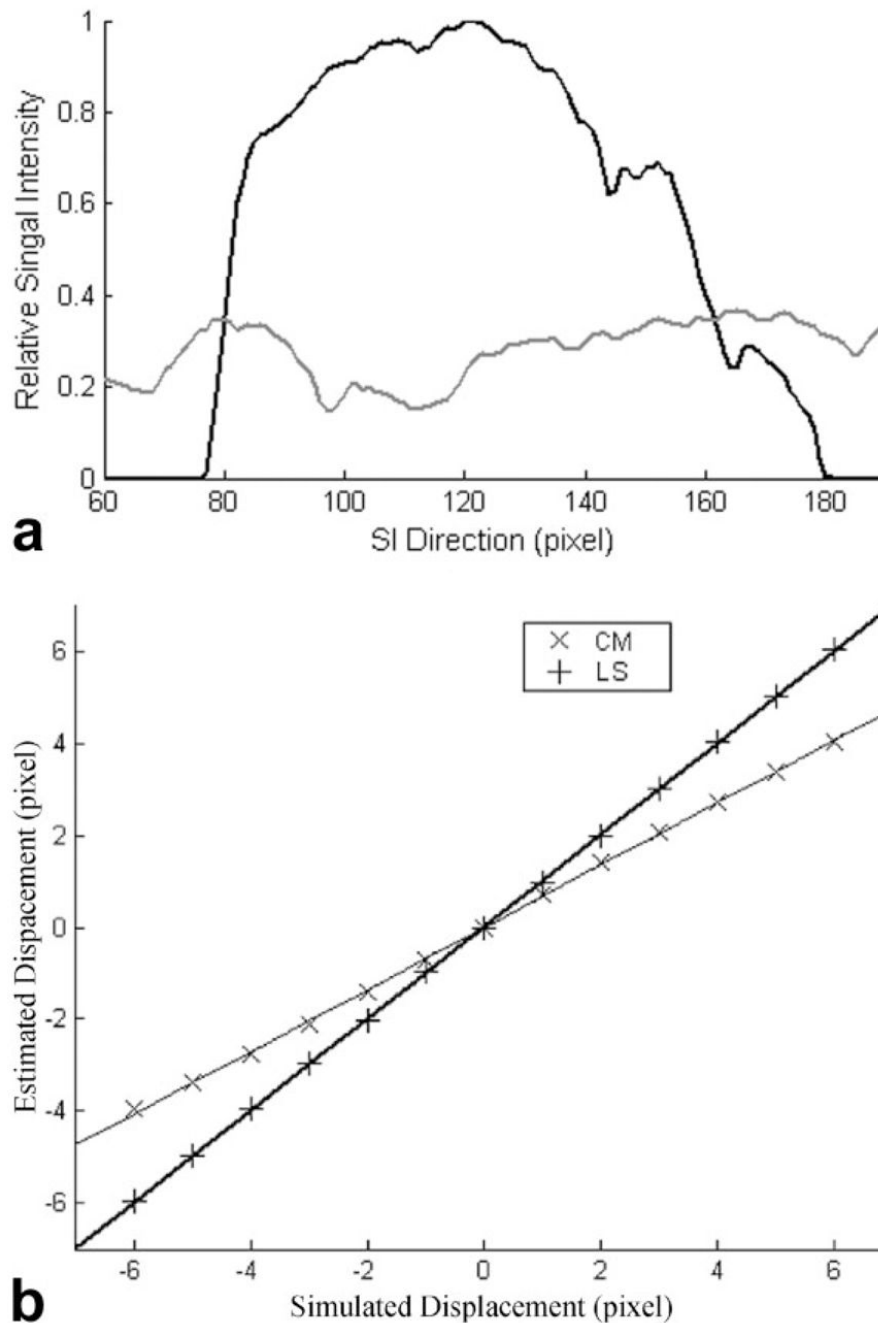 1
0.8
0.6
0.4
0.2
0
Relative Singal Intensity
60 80 100 120 140 160 180
SI Direction (pixel)
a
CM
LS
6
4
2
0
-2
-4
-6
Estimated Dispacement (pixel)
-6 -4 -2 0 2 4 6
Simulated Displacement (pixel)
b